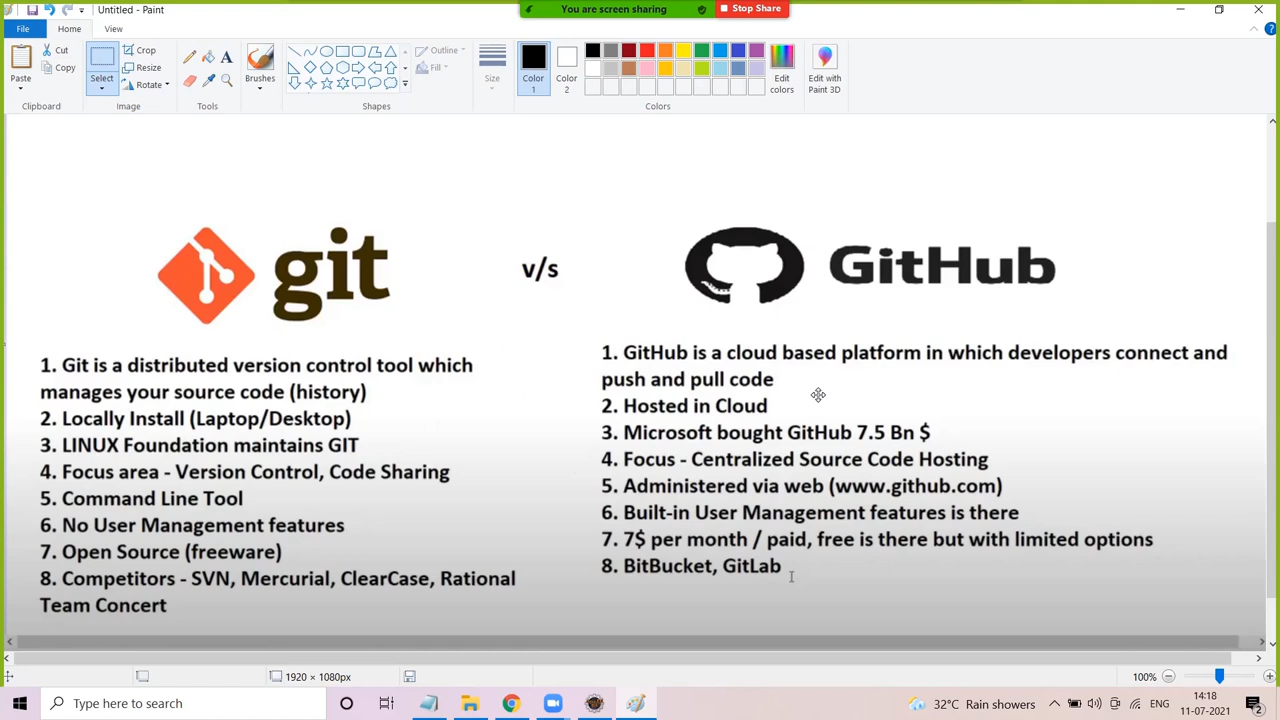 Untitled - Paint
You are screen sharing
Stop Share
File
Home
View
Paste
Cut
Copy
Clipboard
Select
Crop
Resize
Rotate
Image
Tools
Brushes
Shapes
Outline
Fill
Size
Color
1
Color
2
Colors
Edit
colors
Edit with
Paint 3D
git
v/s
GitHub
1. Git is a distributed version control tool which
manages your source code (history)
2. Locally Install (Laptop/Desktop)
3. LINUX Foundation maintains GIT
4. Focus area - Version Control, Code Sharing
5. Command Line Tool
6. No User Management features
7. Open Source (freeware)
8. Competitors - SVN, Mercurial, ClearCase, Rational
Team Concert
1. GitHub is a cloud based platform in which developers connect and
push and pull code
2. Hosted in Cloud
3. Microsoft bought GitHub 7.5 Bn $
4. Focus - Centralized Source Code Hosting
5. Administered via web (www.github.com)
6. Built-in User Management features is there
7. 7$ per month / paid, free is there but with limited options
8. BitBucket, GitLab
1920 × 1080px
100%
Type here to search
32°C Rain showers
ENG
14:18
11-07-2021
2